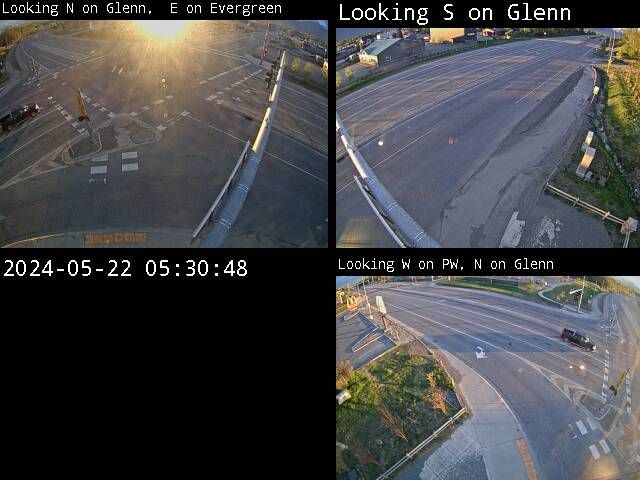 Looking N on Glenn,  E on Evergreen
Looking S on Glenn
2024-05-22 05:30:48
Looking W on PW, N on Glenn